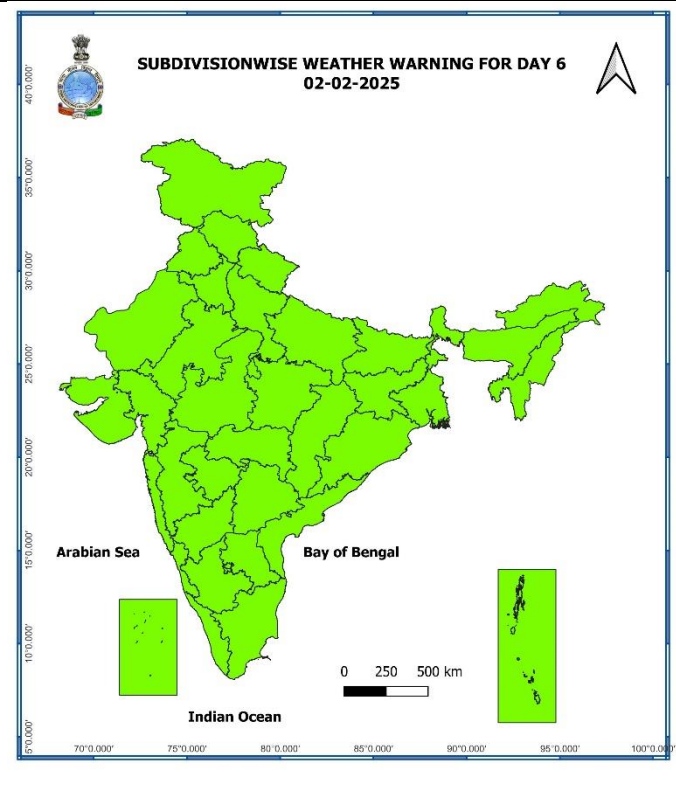 SUBDIVISIONWISE WEATHER WARNING FOR DAY 6
02-02-2025
40°0.000'
35°0.000'
30°0.000'
25°0.000'
20°0.000'
15°0.000'
10°0.000'
5°0.000'
Arabian Sea
Bay of Bengal
0 250 500 km
Indian Ocean
70°0.000' 75°0.000' 80°0.000' 85°0.000' 90°0.000' 95°0.000' 100°0.000'